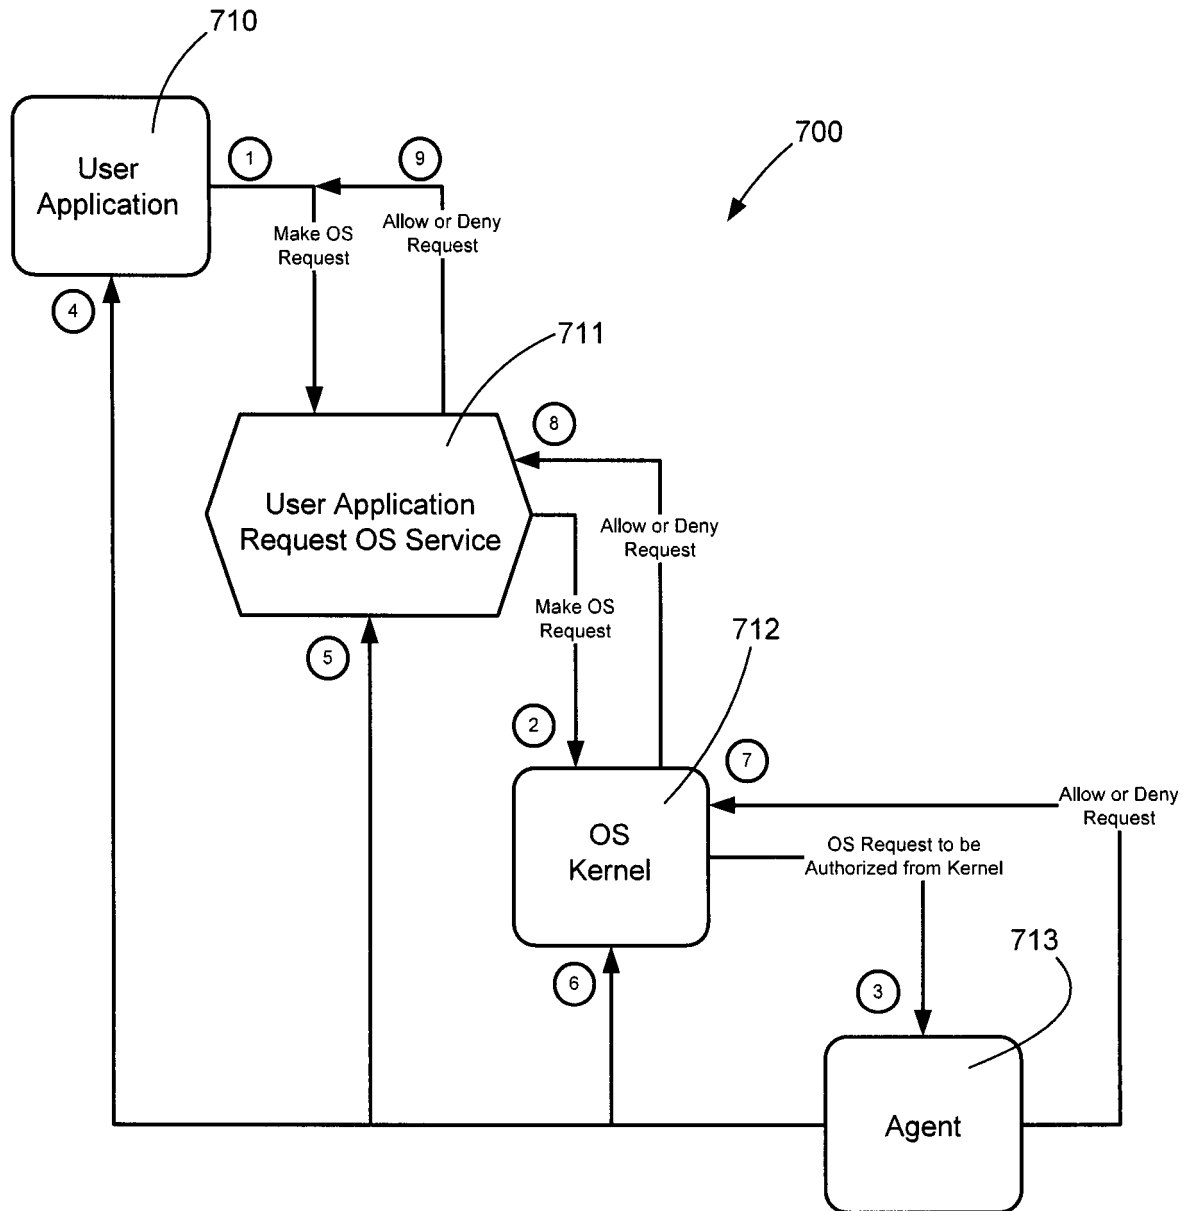 710
700
User
Application
1
9
Make OS
Request
Allow or Deny
Request
4
711
8
User Application
Request OS Service
Allow or Deny
Request
Make OS
Request
5
712
2
7
Allow or Deny
Request
OS
Kernel
OS Request to be
Authorized from Kernel
713
6
3
Agent